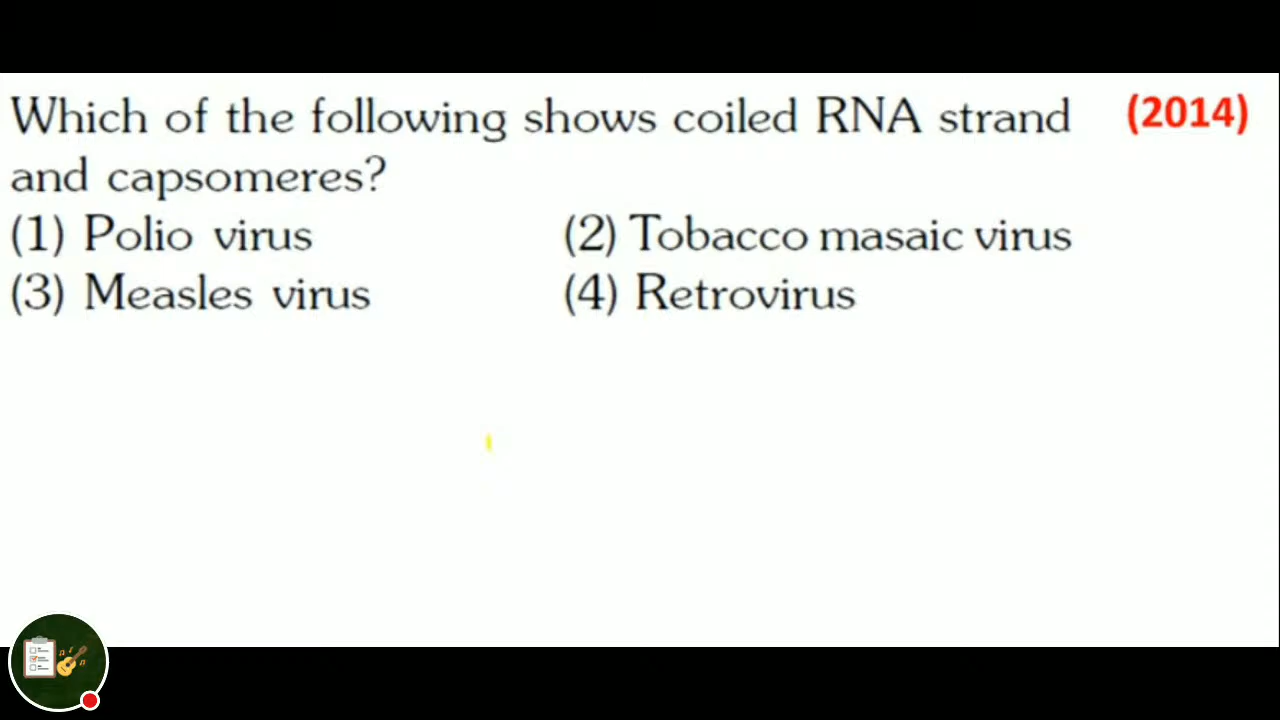 Which of the following shows coiled RNA strand (2014)
and capsomeres?
(1) Polio virus (2) Tobacco masaic virus
(3) Measles virus (4) Retrovirus